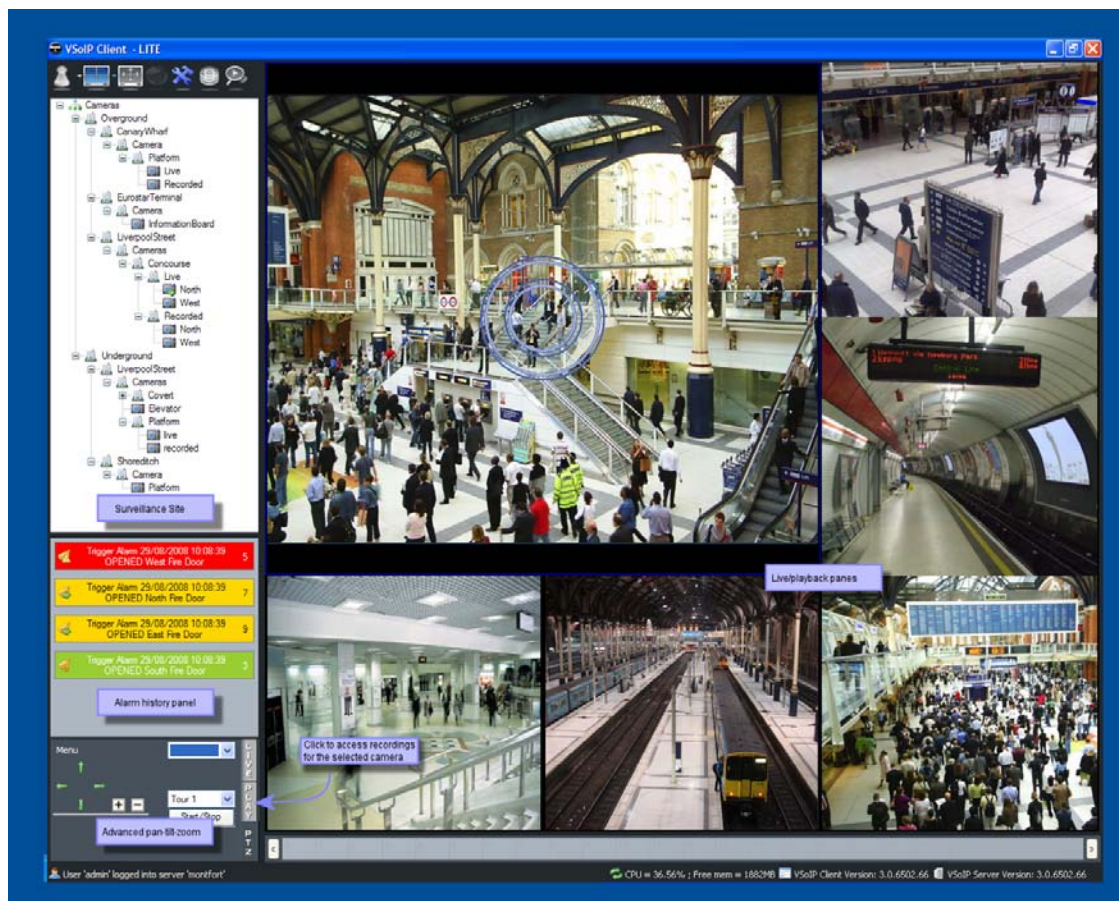 VSoIP Client - LITE
Cameras
Overground
CanaryWharf
Camera
Platform
Live
Recorded
EurostarTerminal
Camera
InformationBoard
LiverpoolStreet
Cameras
Concourse
Live
North
West
Recorded
North
West
Underground
LiverpoolStreet
Cameras
Covert
Elevator
Platform
live
recorded
Shoreditch
Camera
Platform
Surveillance Site
Trigger Alarm 29/08/2008 10:08:39
OPENED West Fire Door
5
Trigger Alarm 29/08/2008 10:08:39
OPENED North Fire Door
7
Trigger Alarm 29/08/2008 10:08:39
OPENED East Fire Door
9
Trigger Alarm 29/08/2008 10:08:39
OPENED South Fire Door
3
Alarm history panel
Live/playback panes
Click to access recordings
for the selected camera
Menu
LIVE
PLAY
PTZ
Tour 1
Start/Stop
Advanced pan-tilt-zoom
User 'admin' logged into server 'montfort'
CPU = 36.56% ; Free mem = 1882MB
VSoIP Client Version: 3.0.6502.66
VSoIP Server Version: 3.0.6502.66